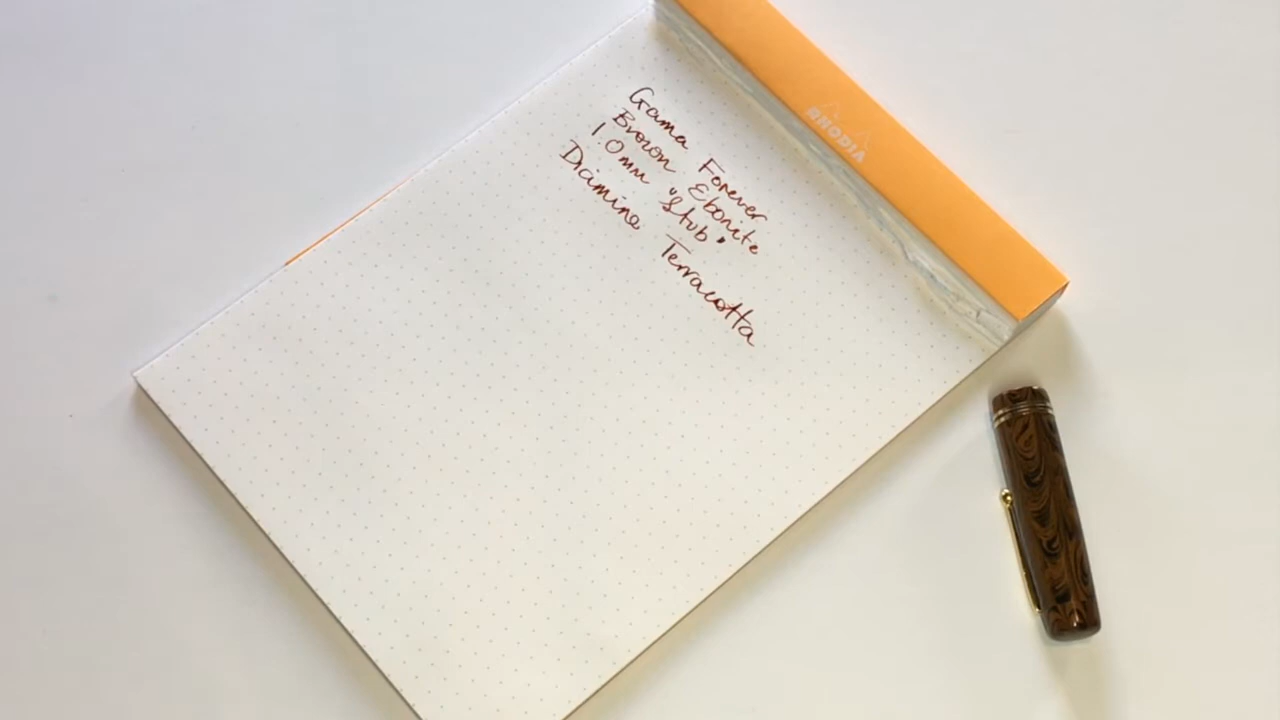 RHODIA
Gama Forever
Brown Ebonite
1.0mm "Stub"
Diamine Terracotta